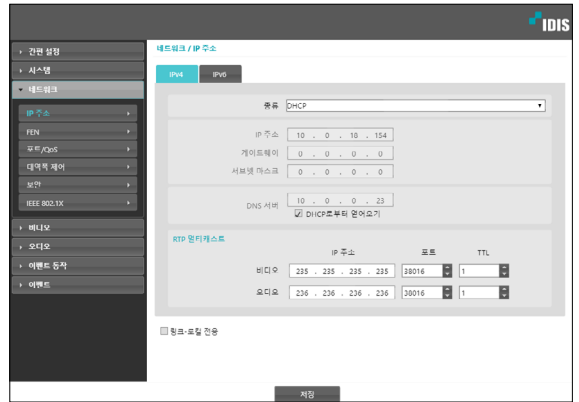 IDIS
간편 설정
시스템
네트워크
IP 주소
FEN
포트/QoS
대역폭 제어
보안
IEEE 802.1X
비디오
오디오
이벤트 동작
이벤트
네트워크 / IP 주소
IPv4 IPv6
종류 DHCP
IP 주소 10 . 0 . 18 . 154
게이트웨이 0 . 0 . 0 . 0
서브넷 마스크 0 . 0 . 0 . 0
DNS 서버 10 . 0 . 0 . 23
DHCP로부터 얻어오기
RTP 멀티캐스트
IP 주소 포트 TTL
비디오 235 . 235 . 235 . 235 38016 1
오디오 236 . 236 . 236 . 236 38016 1
링크-로컬 전용
저장